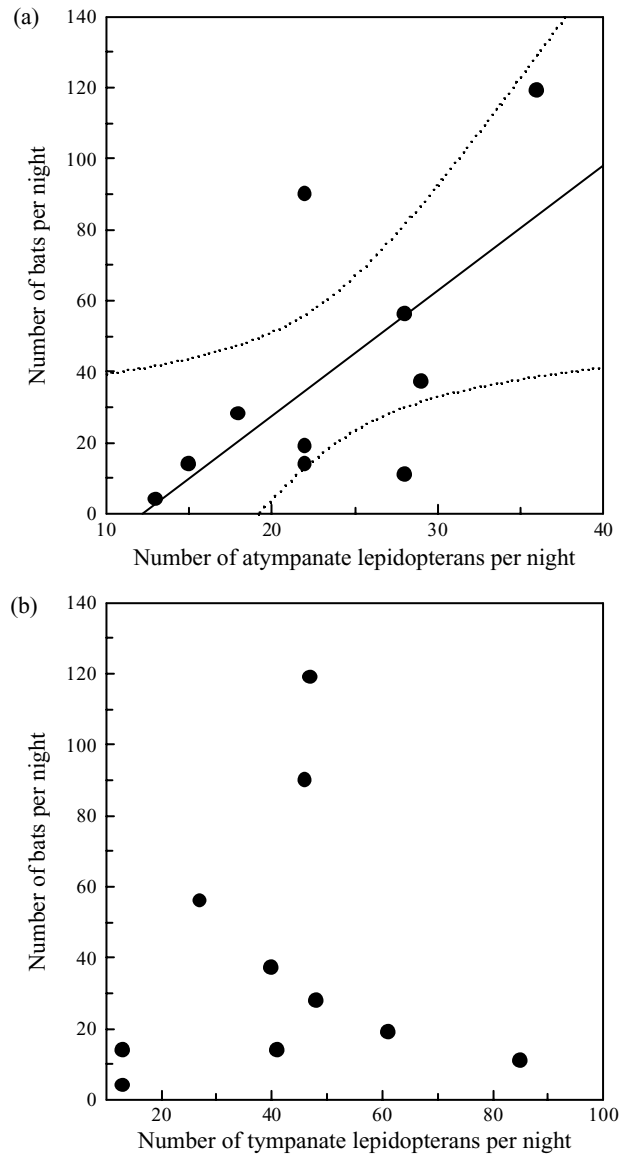 (a)
140
120
100
80
60
40
20
0
Number of bats per night
10 20 30 40
Number of atympanate lepidopterans per night
(b)
140
120
100
80
60
40
20
0
Number of bats per night
20 40 60 80 100
Number of tympanate lepidopterans per night